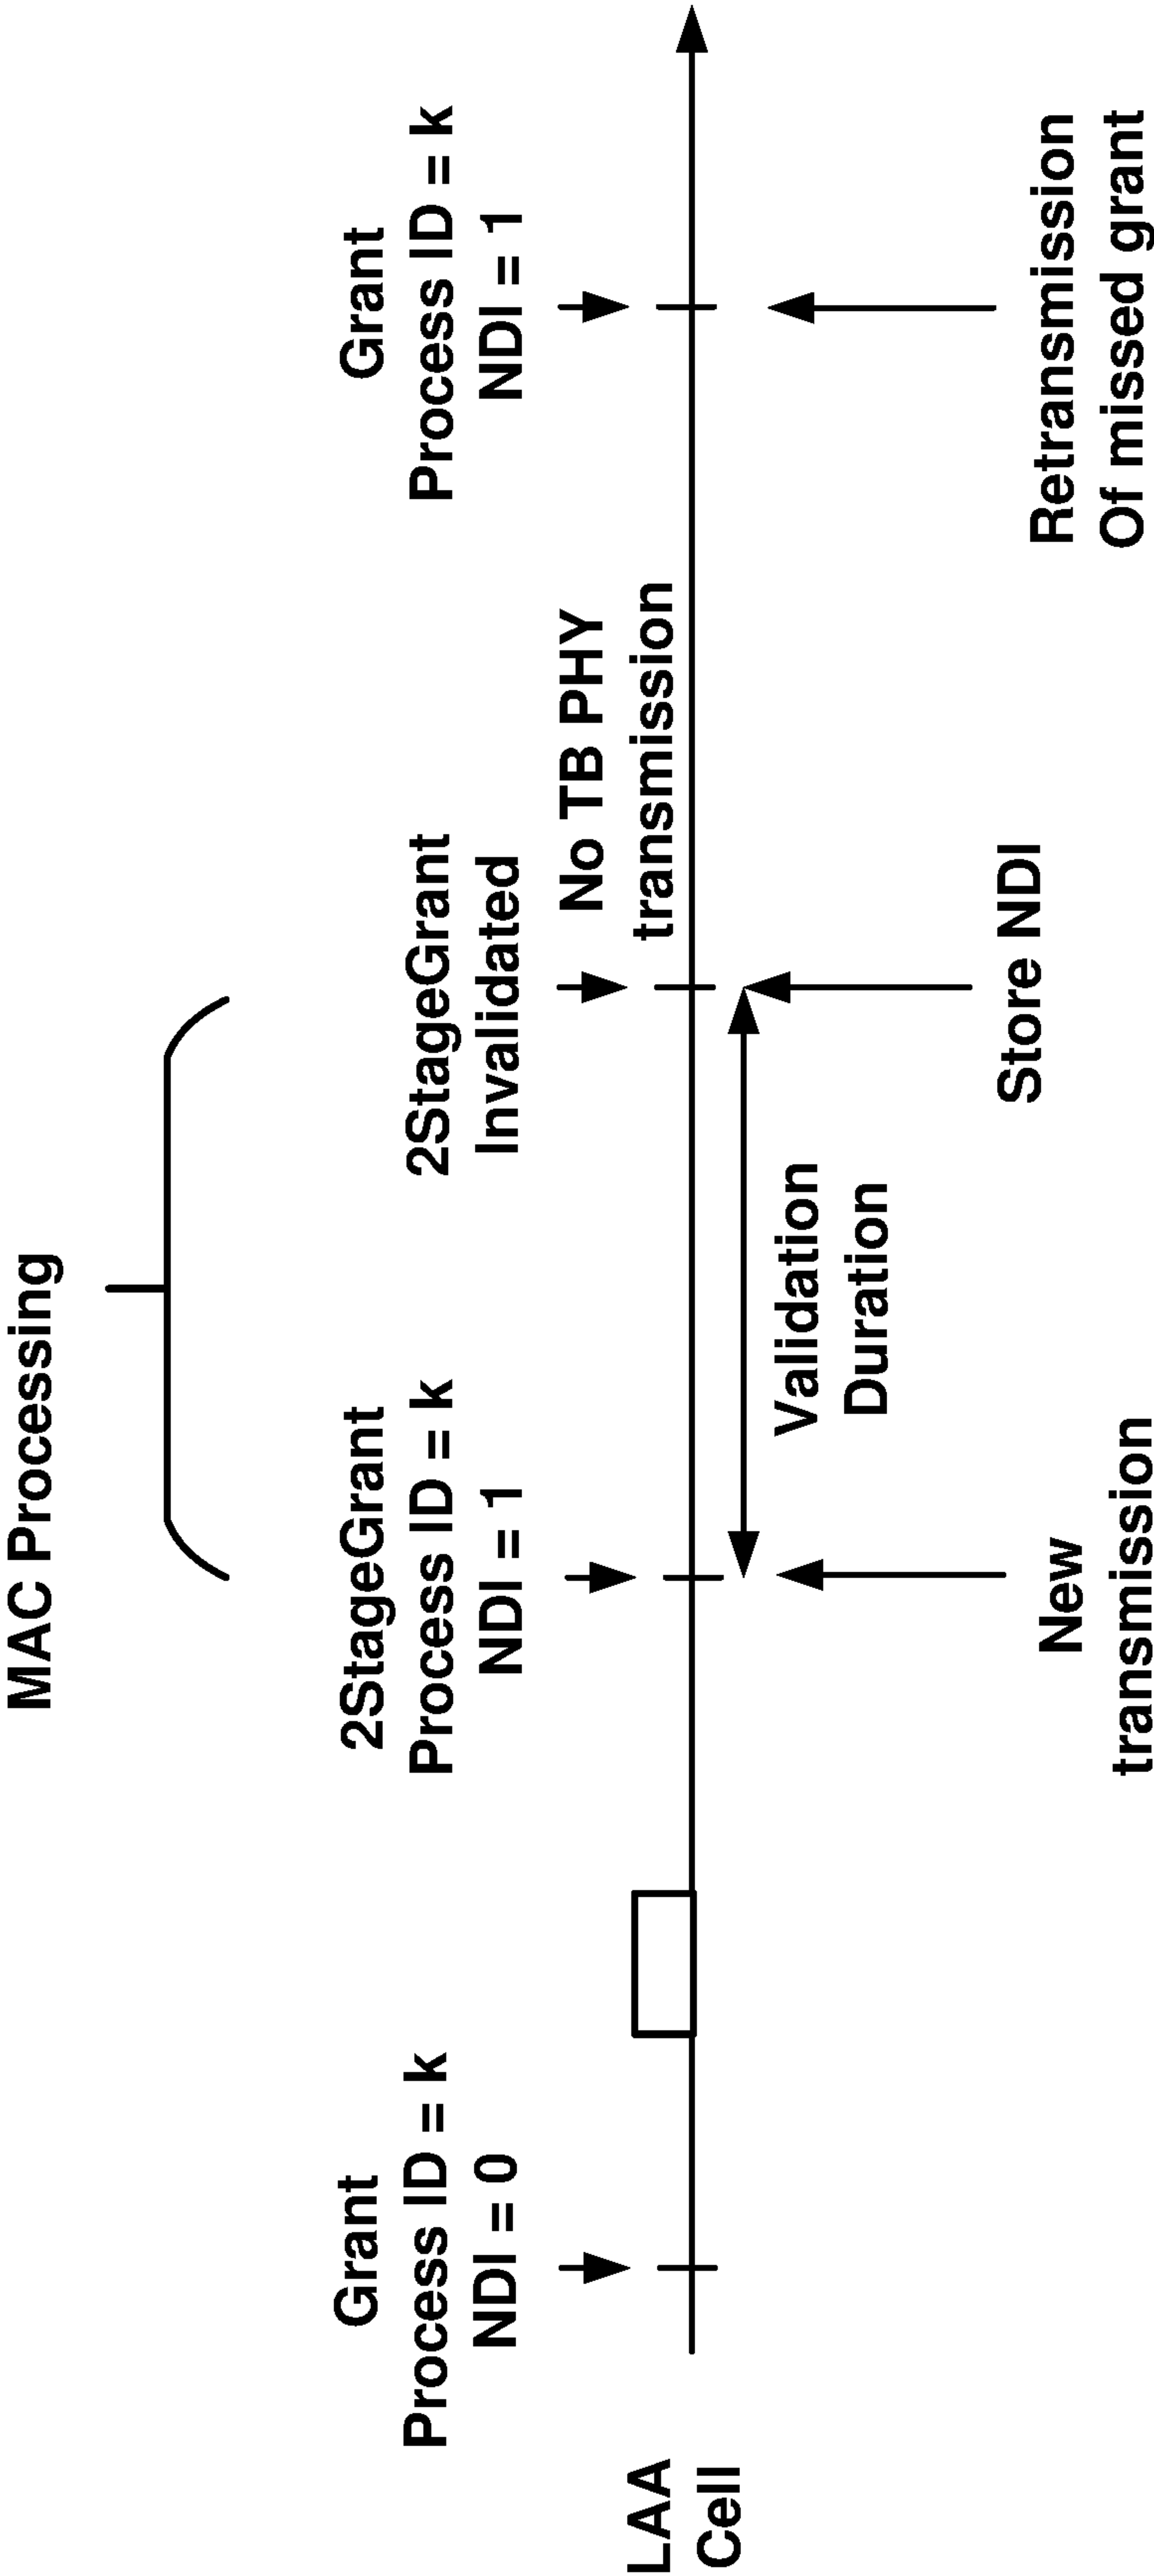 MAC Processing
Grant
Process ID = k
NDI = 0
2StageGrant
Process ID = k
NDI = 1
2StageGrant
Invalidated
No TB PHY
transmission
Grant
Process ID = k
NDI = 1
LAA
Cell
Validation
Duration
New
transmission
Store NDI
Retransmission
Of missed grant